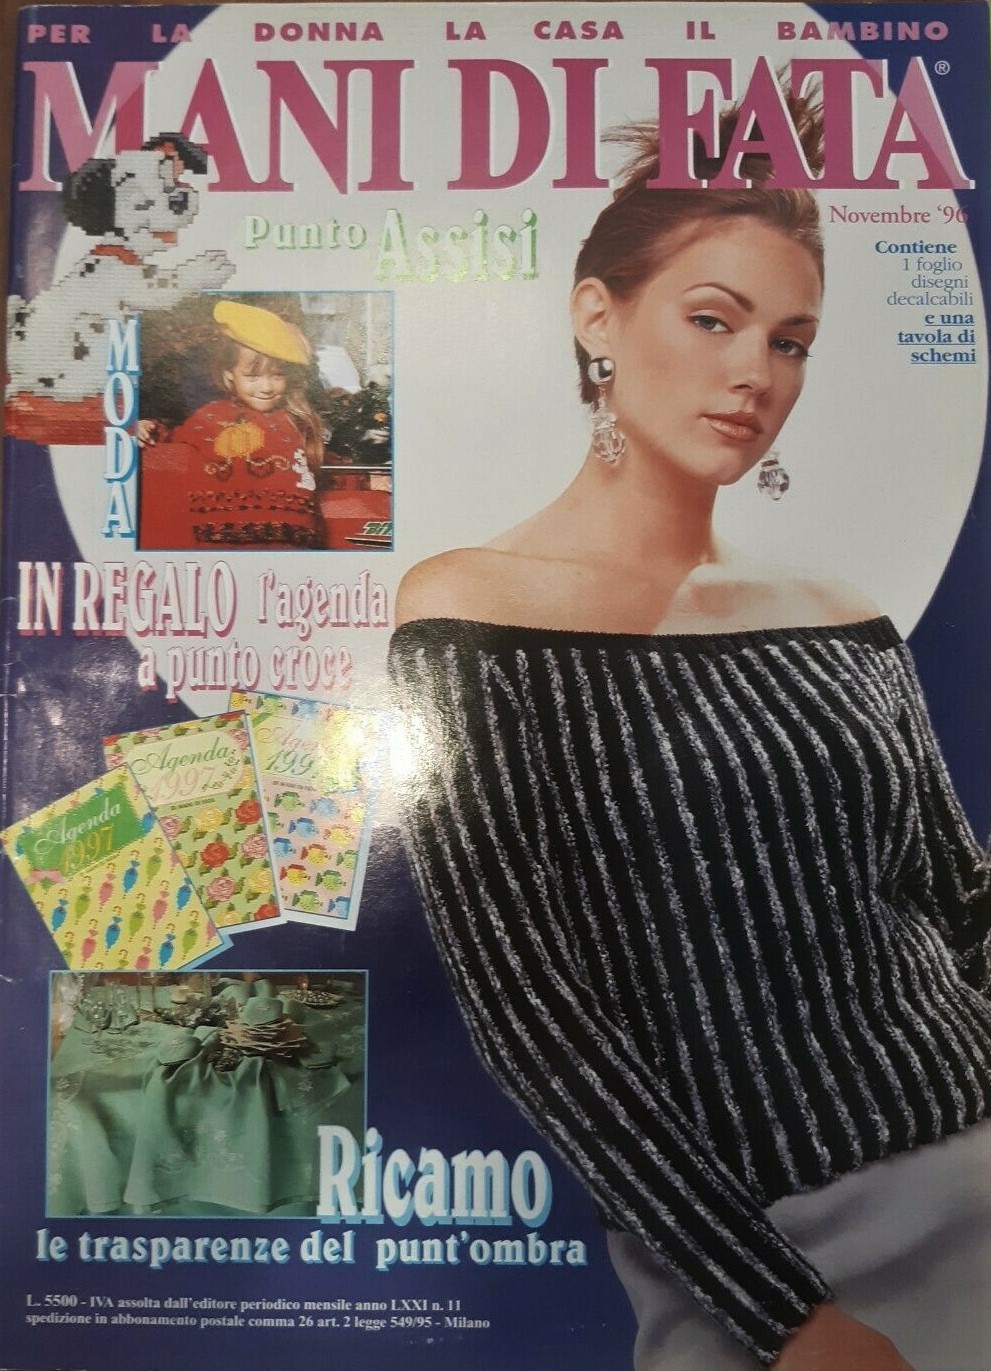 PER LA DONNA LA CASA IL BAMBINO
MANI DI FATA®
Novembre '96
Punto Assisi
Contiene
1 foglio
disegni
decalcabili
e una
tavola di
schemi
MODA
IN REGALO l'agenda
a punto croce
Agenda
1997
Agenda
1997
Agenda
1997
Ricamo
le trasparenze del punt'ombra
L. 5500 - IVA assolta dall'editore periodico mensile anno LXXI n. 11
spedizione in abbonamento postale comma 26 art. 2 legge 549/95 - Milano